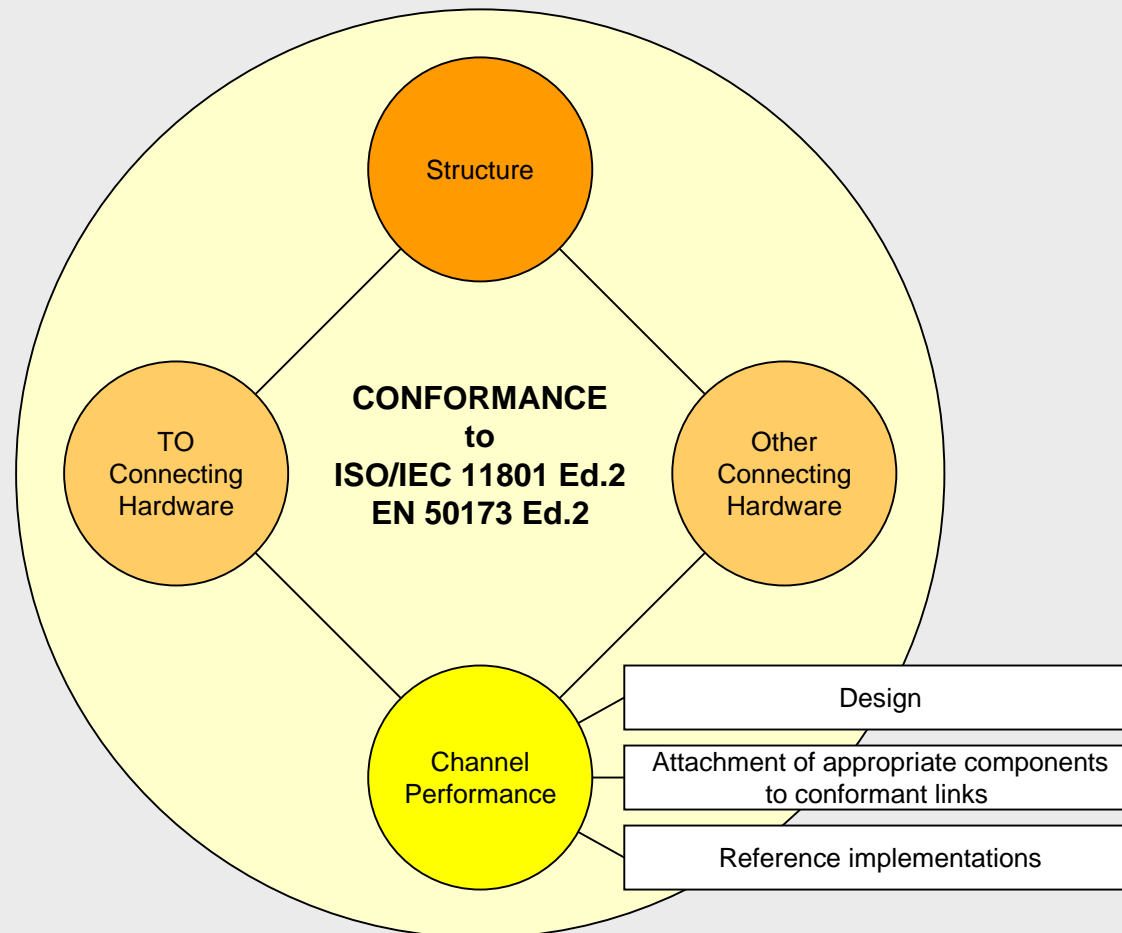 Structure
TO
Connecting
Hardware
CONFORMANCE
to
ISO/IEC 11801 Ed.2
EN 50173 Ed.2
Other
Connecting
Hardware
Channel
Performance
Design
Attachment of appropriate components
to conformant links
Reference implementations